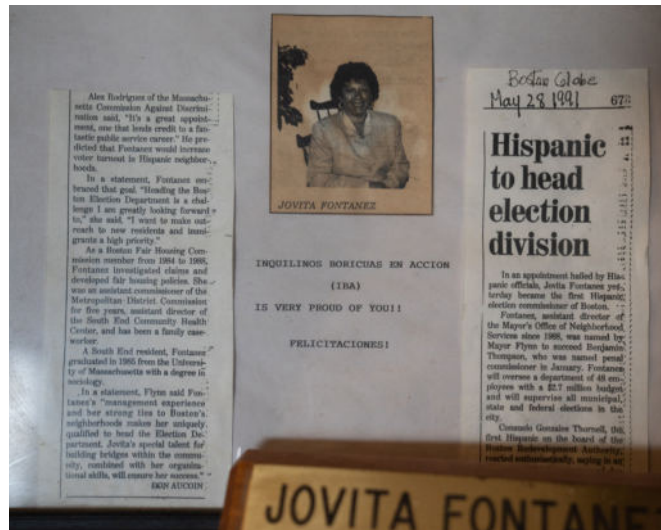 Boston Globe
May 28 1991 67
Hispanic
to head
election
division
In an appointment hailed by His-
panic officials, Jovita Fontanez yes-
terday became the first Hispanic
election commissioner of Boston.
Fontanez, assistant director of
the Mayor's Office of Neighborhood
Services since 1988, was named by
Mayor Flynn to succeed Benjamin
Thompson, who was named penal
commissioner in January. Fontanez
will oversee a department of 48 em-
ployees with a $2.7 million budget
and will supervise all municipal,
state and federal elections in the
city.
Consuelo Gonzales Thornell, the
first Hispanic on the board of the
Boston Redevelopment Authority,
reacted enthusiastically, saying in an
Alex Rodriguez of the Massachu-
setts Commission Against Discrimi-
nation said, "It's a great appoint-
ment, one that lends credit to a fan-
tastic public service career." He pre-
dicted that Fontanez would increase
voter turnout in Hispanic neighbor-
hoods.
In a statement, Fontanez em-
braced that goal. "Heading the Bos-
ton Election Department is a chal-
lenge I am greatly looking forward
to," she said. "I want to make out-
reach to new residents and immi-
grants a high priority."
As a Boston Fair Housing Com-
mission member from 1984 to 1988,
Fontanez investigated claims and
developed fair housing policies. She
was an assistant commissioner of the
Metropolitan District Commission
for five years, assistant director of
the South End Community Health
Center, and has been a family case-
worker.
A South End resident, Fontanez
graduated in 1985 from the Universi-
ty of Massachusetts with a degree in
sociology.
In a statement, Flynn said Fon-
tanez's "management experience
and her strong ties to Boston's
neighborhoods makes her uniquely
qualified to head the Election De-
partment. Jovita's special talent for
building bridges within the commu-
nity, combined with her organiza-
tional skills, will ensure her success."
EFAIN AUCOIN
JOVITA FONTANEZ
INQUILINOS BORICUAS EN ACCION
(IBA)
IS VERY PROUD OF YOU!!
FELICITACIONES!
JOVITA FONTANE